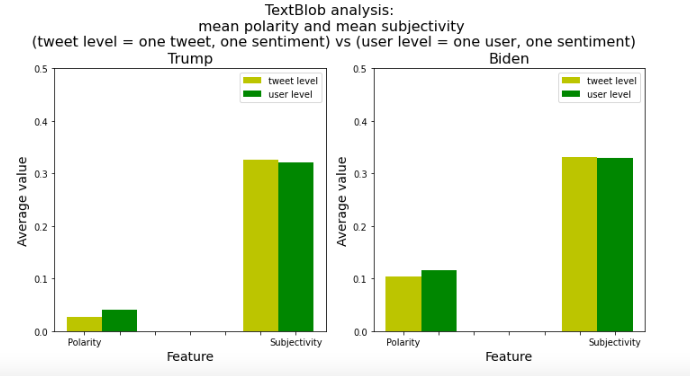 TextBlob analysis:
mean polarity and mean subjectivity
(tweet level = one tweet, one sentiment) vs (user level = one user, one sentiment)
Trump
0.5
0.4
0.3
0.2
0.1
0.0
Average value
tweet level
user level
Polarity
Subjectivity
Feature
Biden
0.5
0.4
0.3
0.2
0.1
0.0
Average value
tweet level
user level
Polarity
Subjectivity
Feature